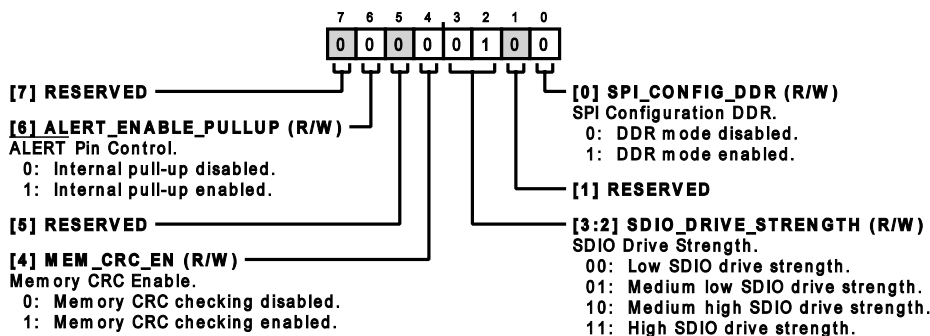 7 6 5 4 3 2 1 0
0 0 0 0 0 1 0 0
[7] RESERVED
[6] ALERT_ENABLE_PULLUP (R/W)
ALERT Pin Control.
0: Internal pull-up disabled.
1: Internal pull-up enabled.
[5] RESERVED
[4] MEM_CRC_EN (R/W)
Memory CRC Enable.
0: Memory CRC checking disabled.
1: Memory CRC checking enabled.
[0] SPI_CONFIG_DDR (R/W)
SPI Configuration DDR.
0: DDR mode disabled.
1: DDR mode enabled.
[1] RESERVED
[3:2] SDIO_DRIVE_STRENGTH (R/W)
SDIO Drive Strength.
00: Low SDIO drive strength.
01: Medium low SDIO drive strength.
10: Medium high SDIO drive strength.
11: High SDIO drive strength.